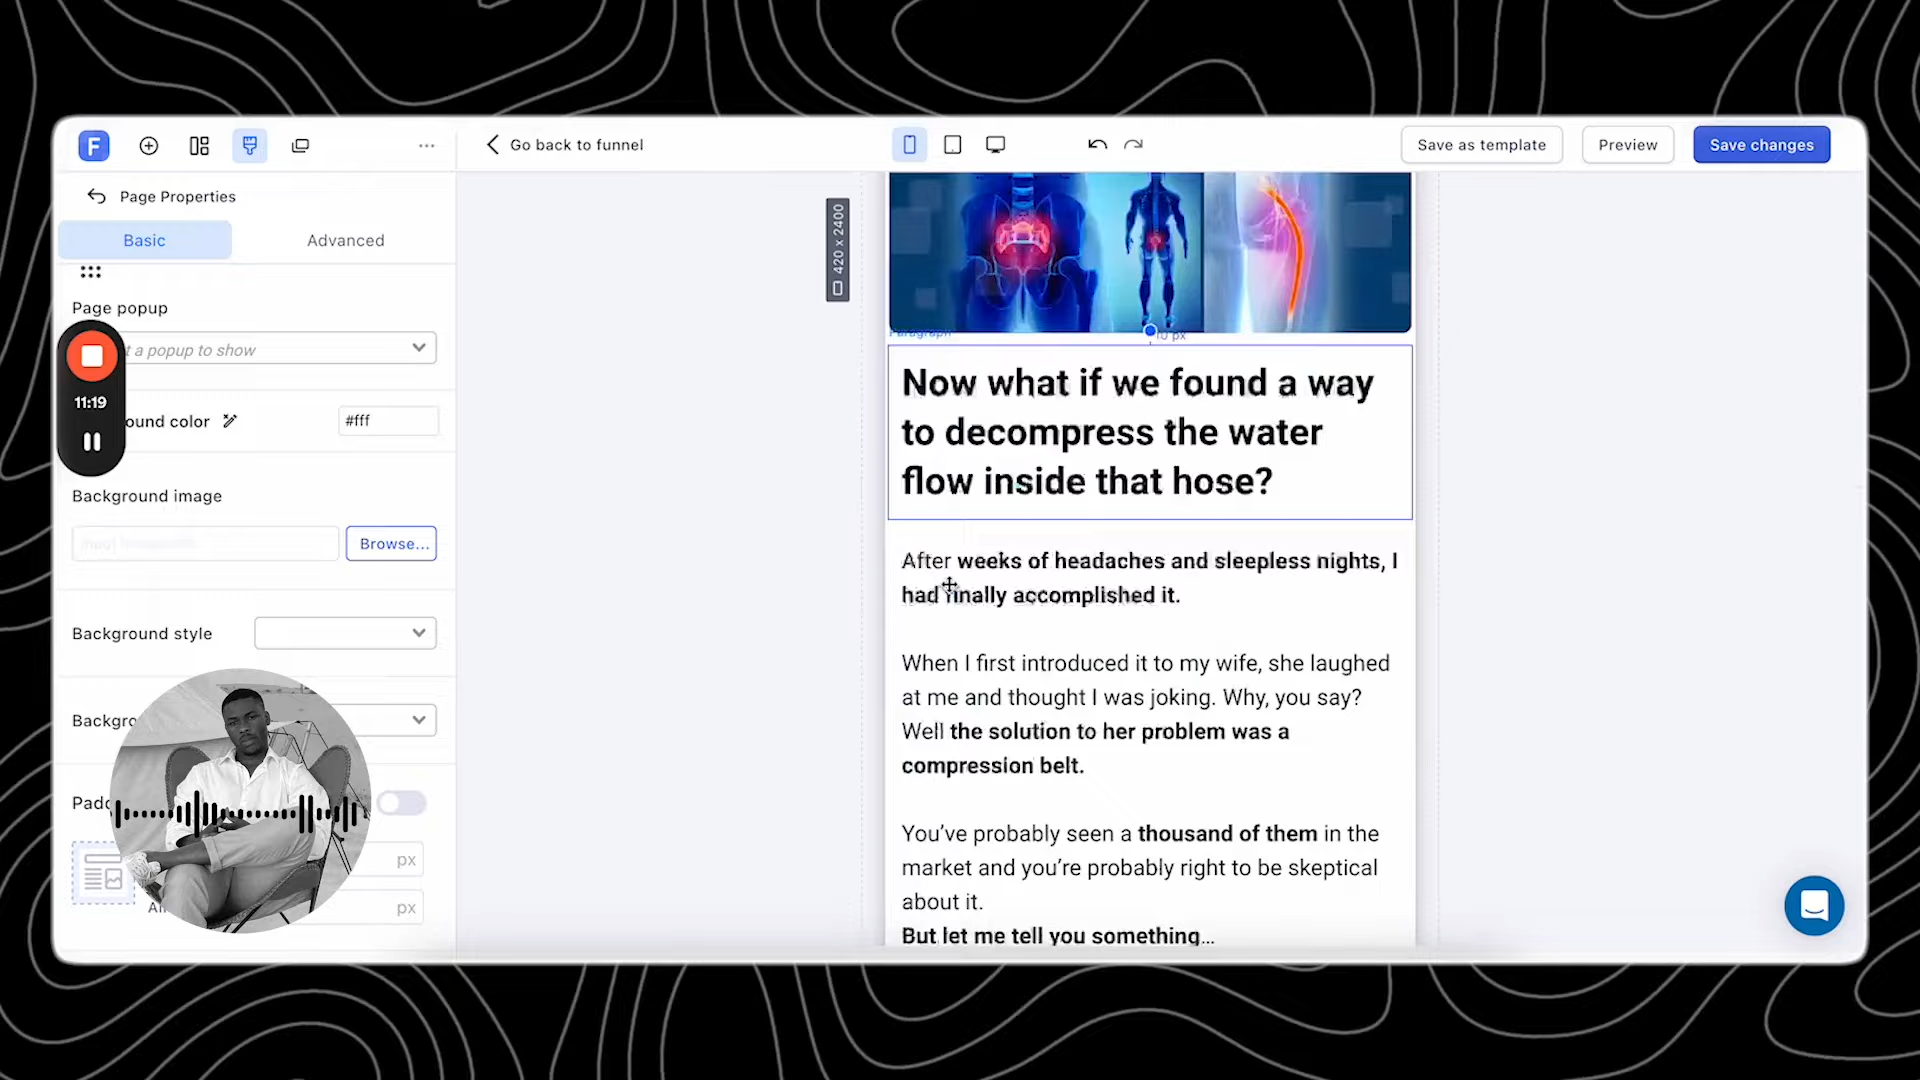 F
Go back to funnel
Save as template
Preview
Save changes
Page Properties
Basic
Advanced
Page popup
t a popup to show
11:19
ound color
#fff
Background image
Browse...
Background style
Backgro
Padd
px
px
420 x 2400
Paragraph
10 px
Now what if we found a way
to decompress the water
flow inside that hose?
After weeks of headaches and sleepless nights, I
had finally accomplished it.
When I first introduced it to my wife, she laughed
at me and thought I was joking. Why, you say?
Well the solution to her problem was a
compression belt.
You've probably seen a thousand of them in the
market and you're probably right to be skeptical
about it.
But let me tell you something...